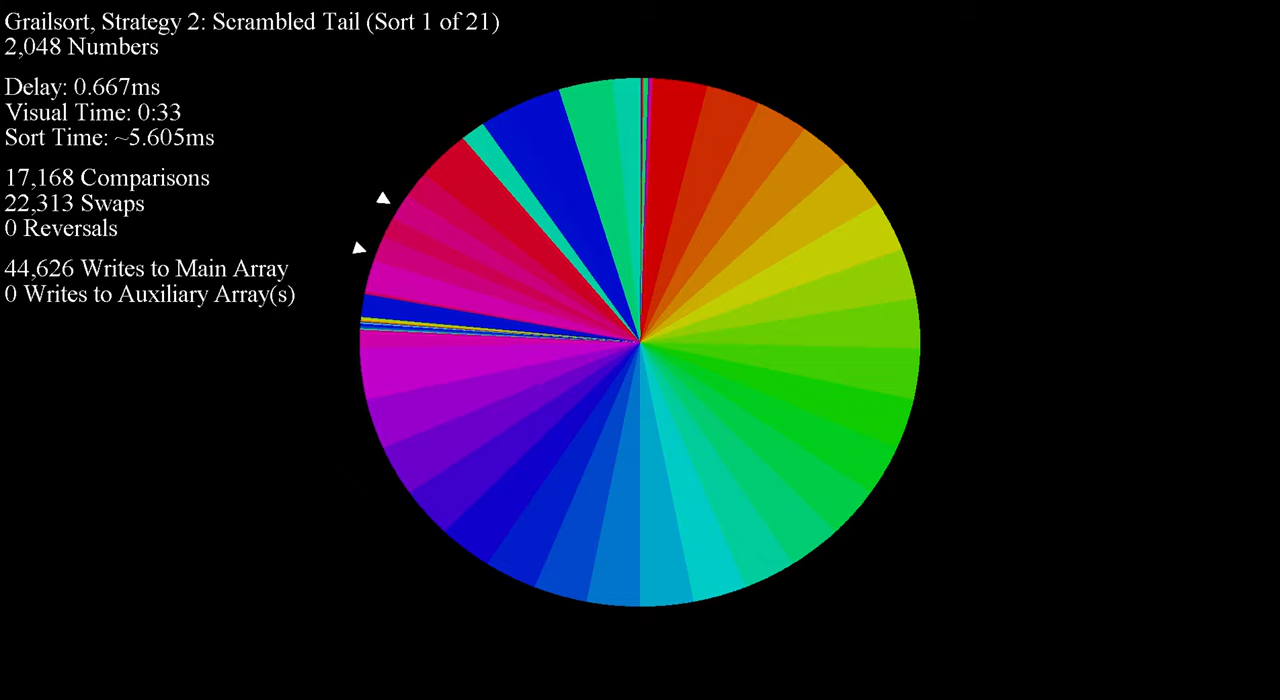 Grailsort, Strategy 2: Scrambled Tail (Sort 1 of 21)
2,048 Numbers
Delay: 0.667ms
Visual Time: 0:33
Sort Time: ~5.605ms
17,168 Comparisons
22,313 Swaps
0 Reversals
44,626 Writes to Main Array
0 Writes to Auxiliary Array(s)